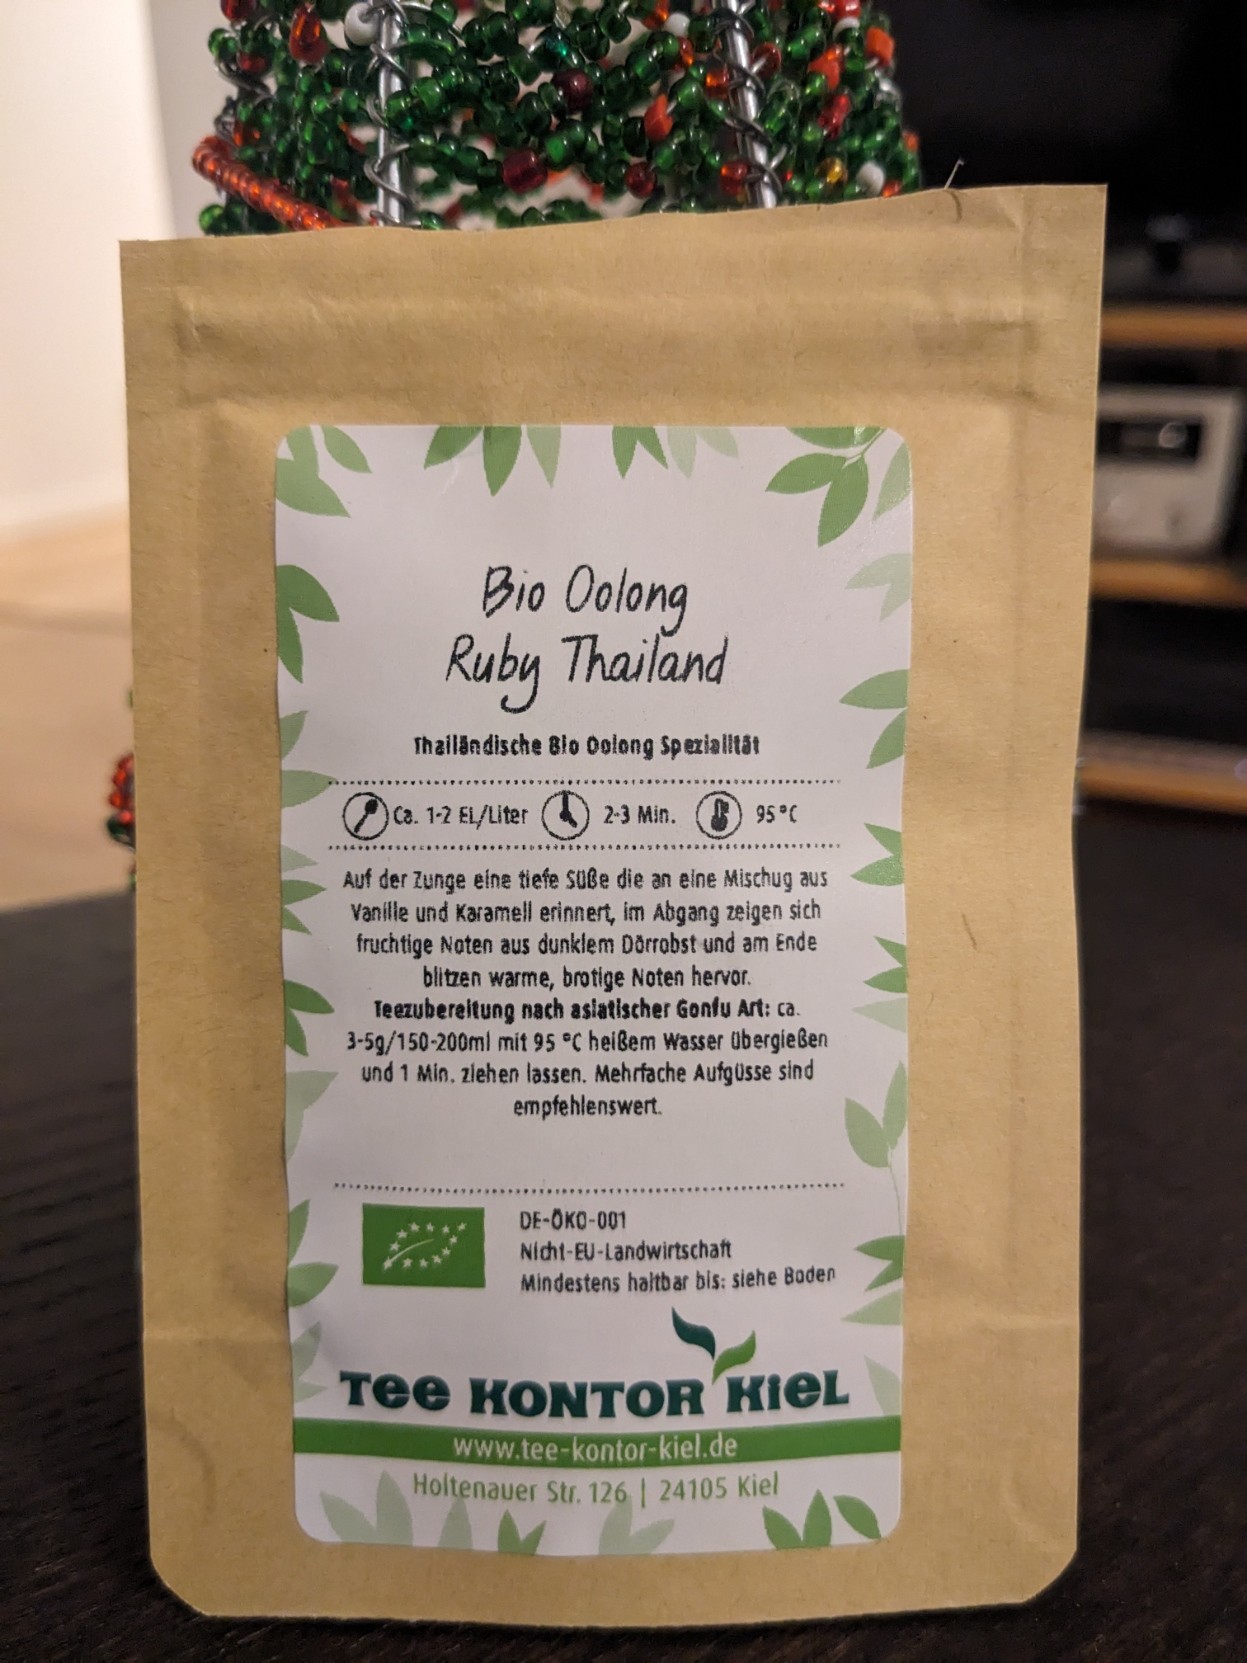 Bio Oolong
Ruby Thailand
Thailändische Bio Oolong Spezialität
Ca. 1-2 EL/Liter 2-3 Min. 95°C
Auf der Zunge eine tiefe Süße die an eine Mischug aus
Vanille und Karamell erinnert, im Abgang zeigen sich
fruchtige Noten aus dunklem Dörrobst und am Ende
blitzen warme, brotige Noten hervor.
Teezubereitung nach asiatischer Gonfu Art: ca.
3-5g/150-200ml mit 95 °C heißem Wasser übergießen
und 1 Min. ziehen lassen. Mehrfache Aufgüsse sind
empfehlenswert.
DE-ÖKO-001
Nicht-EU-Landwirtschaft
Mindestens haltbar bis: siehe Boden
Tee Kontor Kiel
www.tee-kontor-kiel.de
Holtenauer Str. 126 | 24105 Kiel